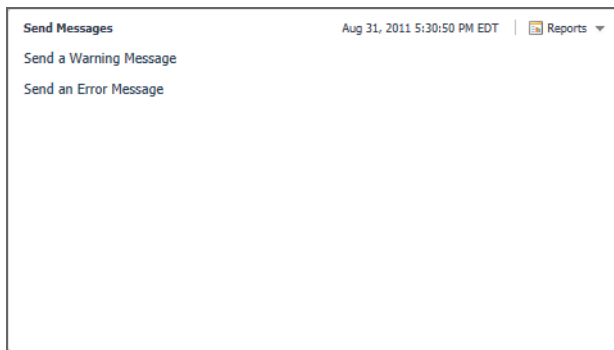 Send Messages Aug 31, 2011 5:30:50 PM EDT Reports
Send a Warning Message
Send an Error Message